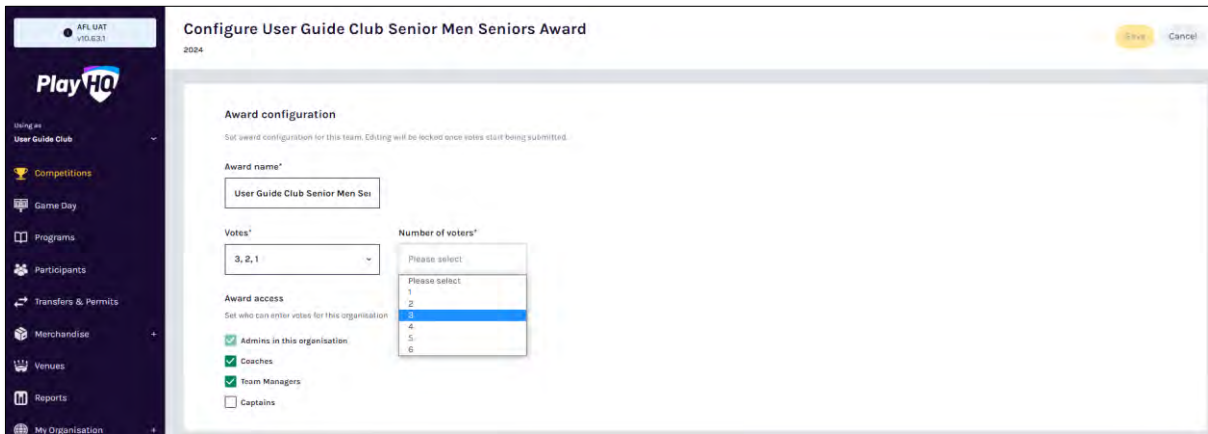 AFL UAT
v10.63.1
PlayHQ
Using as
User Guide Club
Competitions
Game Day
Programs
Participants
Transfers & Permits
Merchandise +
Venues
Reports
My Organisation +
Configure User Guide Club Senior Men Seniors Award
2024
Save Cancel
Award configuration
Set award configuration for this team. Editing will be locked once votes start being submitted.
Award name*
User Guide Club Senior Men Sei
Votes* Number of voters*
3, 2, 1 Please select
Please select
1
2
3
4
5
6
Award access
Set who can enter votes for this organisation
Admins in this organisation
Coaches
Team Managers
Captains